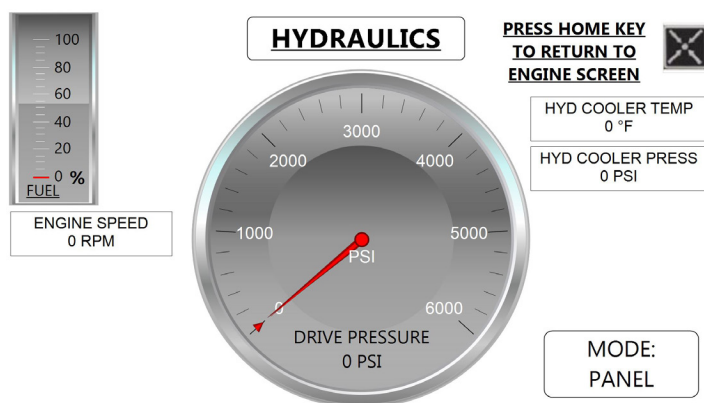 HYDRAULICS
PRESS HOME KEY
TO RETURN TO
ENGINE SCREEN
100
80
60
40
20
0 %
FUEL
ENGINE SPEED
0 RPM
0
1000
2000
3000
4000
5000
6000
PSI
DRIVE PRESSURE
0 PSI
HYD COOLER TEMP
0 °F
HYD COOLER PRESS
0 PSI
MODE:
PANEL